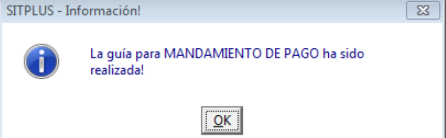 SITPLUS - Información!
La guía para MANDAMIENTO DE PAGO ha sido
realizada!
OK